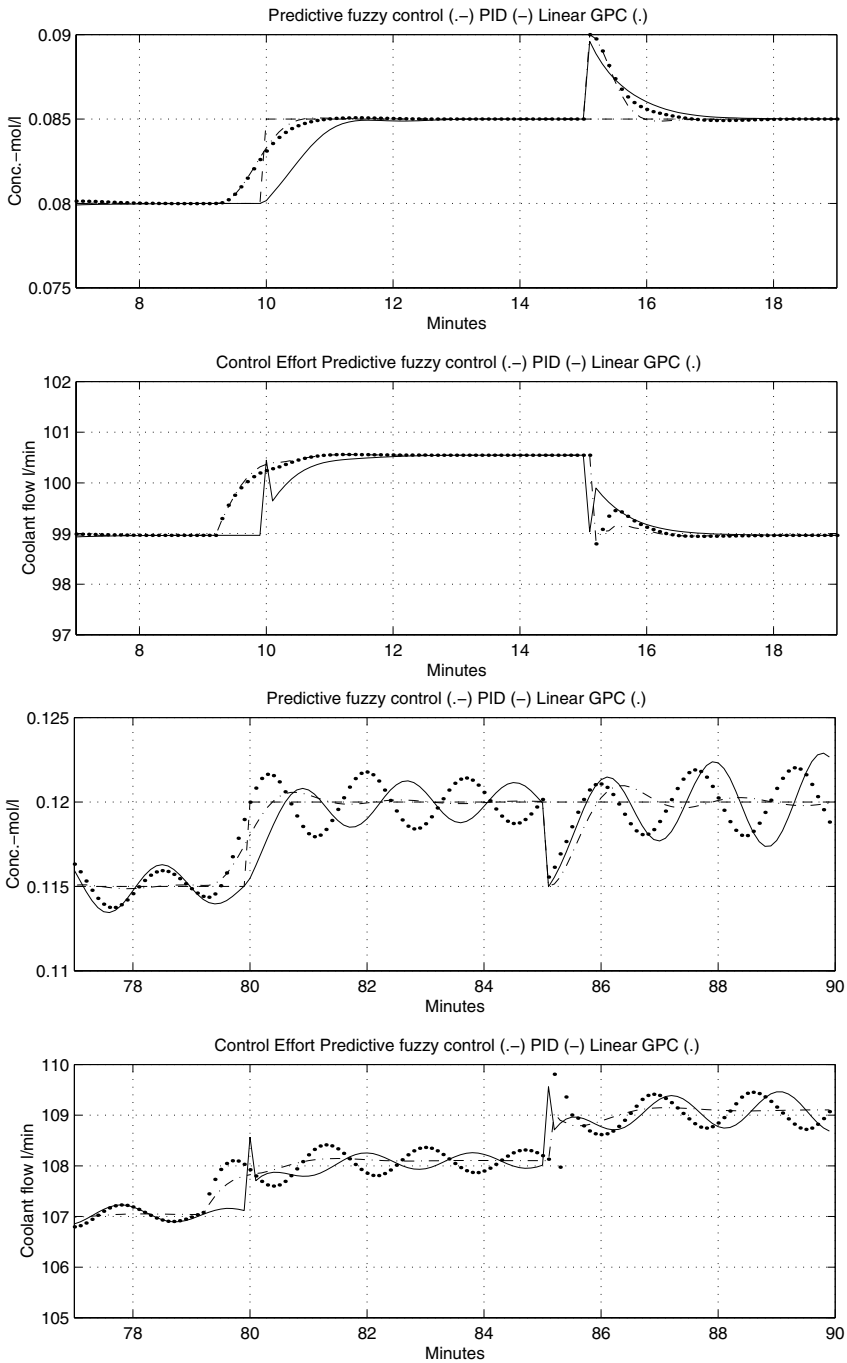 Predictive fuzzy control (.−) PID (−) Linear GPC (.)
0.09
0.085
0.08
0.075
Conc.−mol/l
8 10 12 14 16 18
Minutes
Control Effort Predictive fuzzy control (.−) PID (−) Linear GPC (.)
102
101
100
99
98
97
Coolant flow l/min
8 10 12 14 16 18
Minutes
Predictive fuzzy control (.−) PID (−) Linear GPC (.)
0.125
0.12
0.115
0.11
Conc.−mol/l
78 80 82 84 86 88 90
Minutes
Control Effort Predictive fuzzy control (.−) PID (−) Linear GPC (.)
110
109
108
107
106
105
Coolant flow l/min
78 80 82 84 86 88 90
Minutes